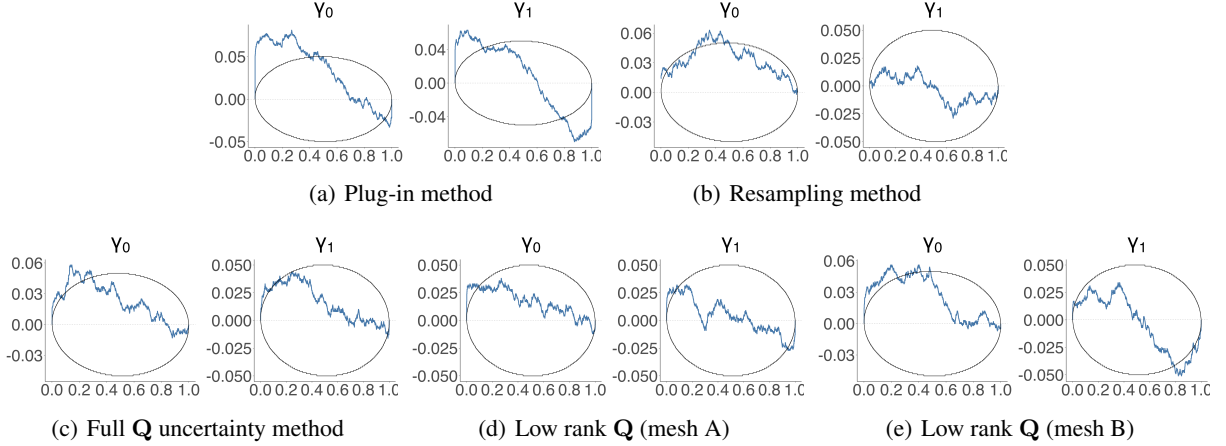 γ0 γ1 γ0 γ1
0.05 0.00 -0.05 0.0 0.2 0.4 0.6 0.8 1.0
0.04 0.00 -0.04 0.0 0.2 0.4 0.6 0.8 1.0
0.06 0.03 0.00 -0.03 0.0 0.2 0.4 0.6 0.8 1.0
0.050 0.025 0.000 -0.025 -0.050 0.0 0.2 0.4 0.6 0.8 1.0
(a) Plug-in method
(b) Resampling method
γ0 γ1 γ0 γ1 γ0 γ1
0.06 0.03 0.00 -0.03 0.0 0.2 0.4 0.6 0.8 1.0
0.050 0.025 0.000 -0.025 -0.050 0.0 0.2 0.4 0.6 0.8 1.0
0.050 0.025 0.000 -0.025 -0.050 0.0 0.2 0.4 0.6 0.8 1.0
0.050 0.025 0.000 -0.025 -0.050 0.0 0.2 0.4 0.6 0.8 1.0
0.06 0.03 0.00 -0.03 0.0 0.2 0.4 0.6 0.8 1.0
0.050 0.025 0.000 -0.025 -0.050 0.0 0.2 0.4 0.6 0.8 1.0
(c) Full Q uncertainty method
(d) Low rank Q (mesh A)
(e) Low rank Q (mesh B)